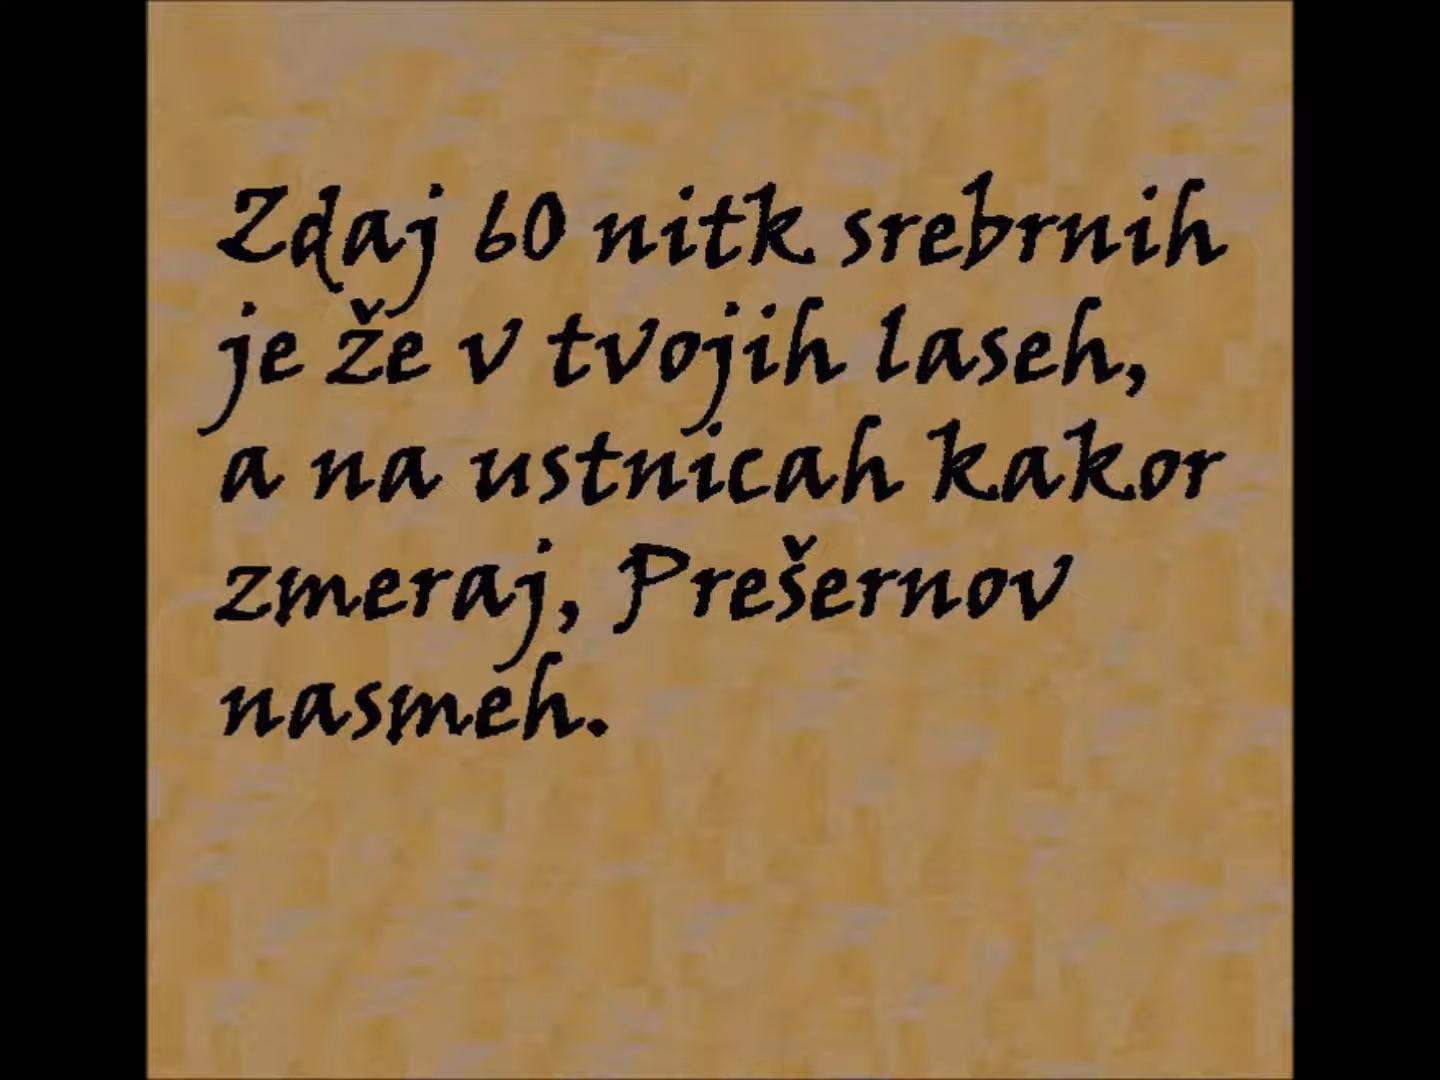 Zdaj 60 nitk srebrnih
je že v tvojih laseh,
a na ustnicah kakor
zmeraj, Prešernov
nasmeh.